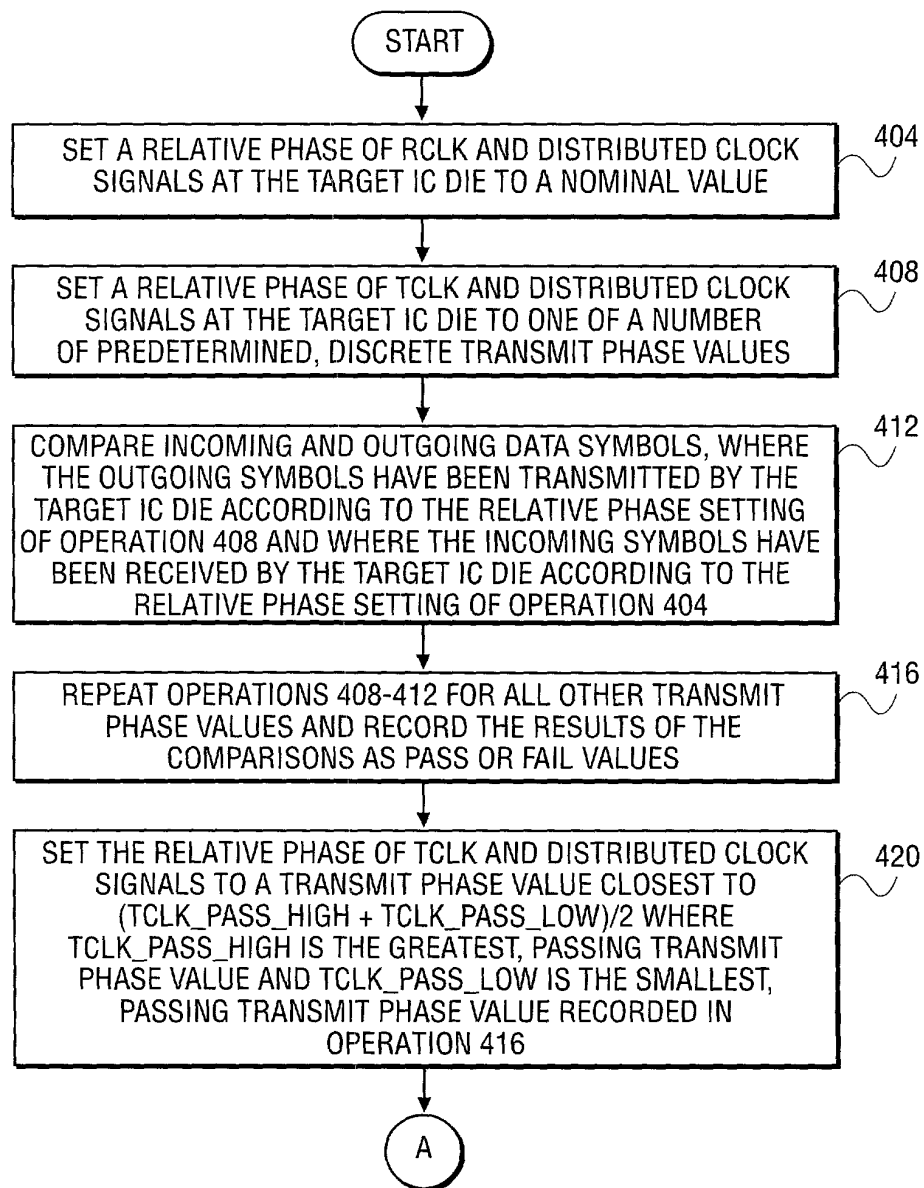 START
SET A RELATIVE PHASE OF RCLK AND DISTRIBUTED CLOCK
SIGNALS AT THE TARGET IC DIE TO A NOMINAL VALUE
404
SET A RELATIVE PHASE OF TCLK AND DISTRIBUTED CLOCK
SIGNALS AT THE TARGET IC DIE TO ONE OF A NUMBER
OF PREDETERMINED, DISCRETE TRANSMIT PHASE VALUES
408
COMPARE INCOMING AND OUTGOING DATA SYMBOLS, WHERE
THE OUTGOING SYMBOLS HAVE BEEN TRANSMITTED BY THE
TARGET IC DIE ACCORDING TO THE RELATIVE PHASE SETTING
OF OPERATION 408 AND WHERE THE INCOMING SYMBOLS HAVE
BEEN RECEIVED BY THE TARGET IC DIE ACCORDING TO THE
RELATIVE PHASE SETTING OF OPERATION 404
412
REPEAT OPERATIONS 408-412 FOR ALL OTHER TRANSMIT
PHASE VALUES AND RECORD THE RESULTS OF THE
COMPARISONS AS PASS OR FAIL VALUES
416
SET THE RELATIVE PHASE OF TCLK AND DISTRIBUTED CLOCK
SIGNALS TO A TRANSMIT PHASE VALUE CLOSEST TO
(TCLK_PASS_HIGH + TCLK_PASS_LOW)/2 WHERE
TCLK_PASS_HIGH IS THE GREATEST, PASSING TRANSMIT
PHASE VALUE AND TCLK_PASS_LOW IS THE SMALLEST,
PASSING TRANSMIT PHASE VALUE RECORDED IN
OPERATION 416
420
A